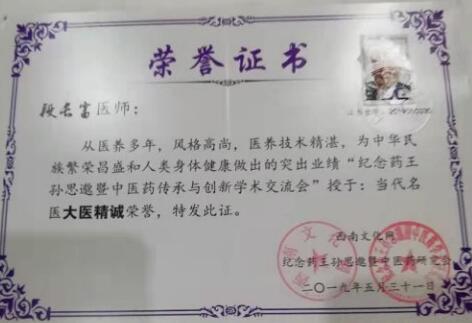 荣誉证书
段长富医师：
从医养多年，风格高尚，医养技术精湛，为中华民
族繁荣昌盛和人类身体健康做出的突出业绩“纪念药王
孙思邈暨中医药传承与创新学术交流会”授于：当代名
医大医精诚荣誉，特发此证。
西南文化网
纪念药王孙思邈暨中医药研究会
二〇一九年五月三十一日